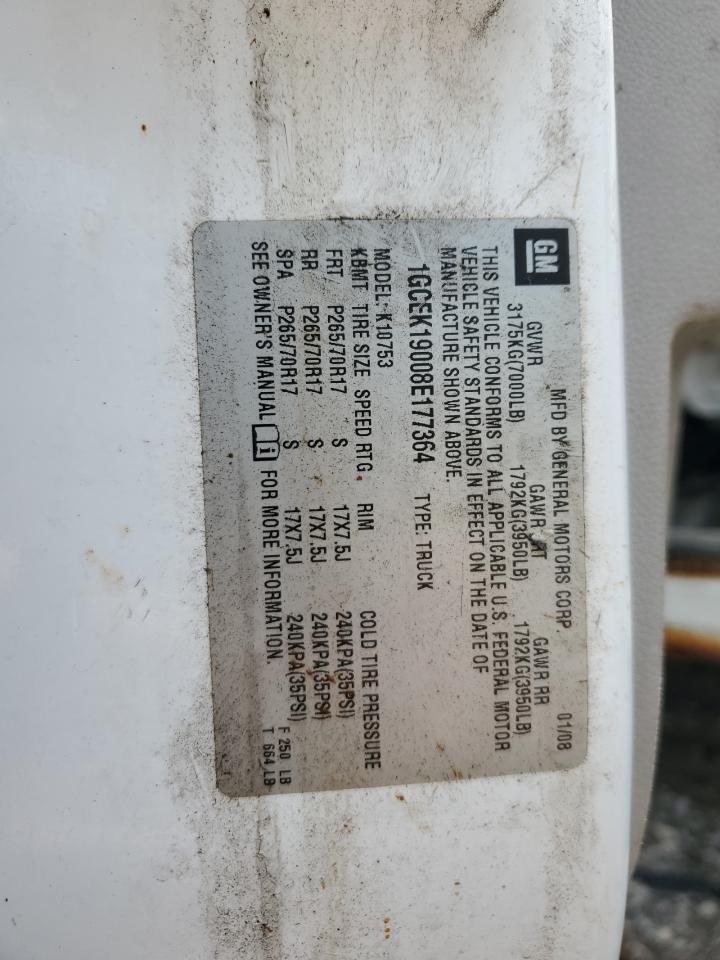 GM
MFD BY GENERAL MOTORS CORP 01/08
GVWR GAWR FRT GAWR RR
3175KG(7000LB) 1792KG(3950LB) 1792KG(3950LB)
THIS VEHICLE CONFORMS TO ALL APPLICABLE U.S. FEDERAL MOTOR
VEHICLE SAFETY STANDARDS IN EFFECT ON THE DATE OF
MANUFACTURE SHOWN ABOVE.
1GCEK19008E177364 TYPE: TRUCK
MODEL: K10753
KBMT TIRE SIZE SPEED RTG RIM COLD TIRE PRESSURE
FRT P265/70R17 S 17X7.5J 240KPA(35PSI)
RR P265/70R17 S 17X7.5J 240KPA(35PSI)
SPA P265/70R17 S 17X7.5J 240KPA(35PSI)
SEE OWNER'S MANUAL FOR MORE INFORMATION.
F 250 LB
T 664 LB